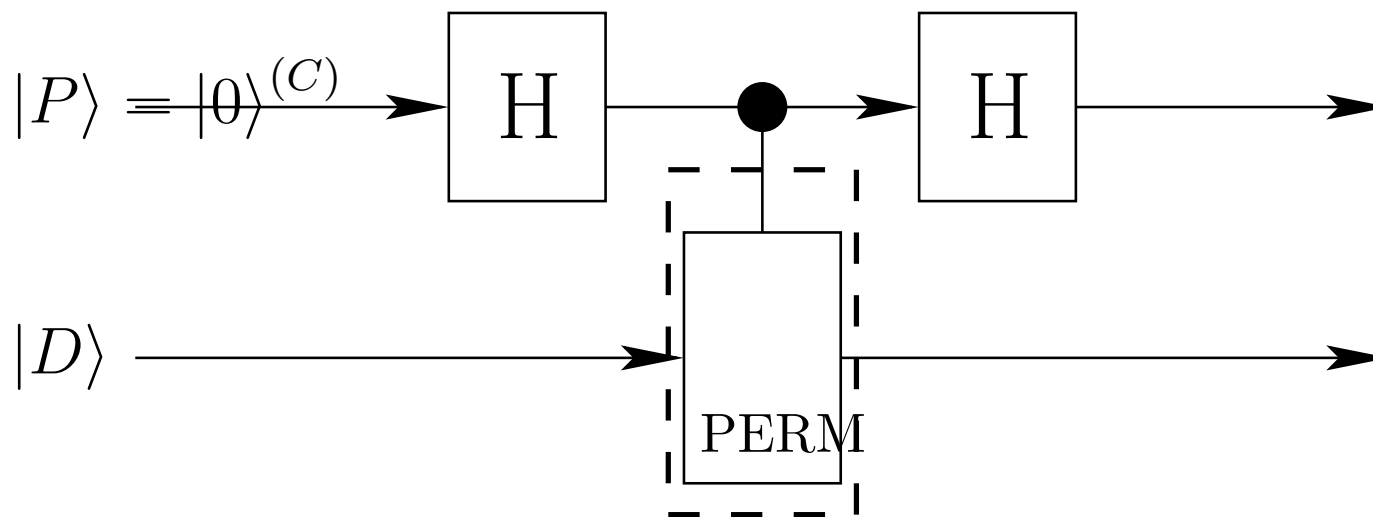 |P⟩ = |0⟩^(C) H H
|D⟩
PERM